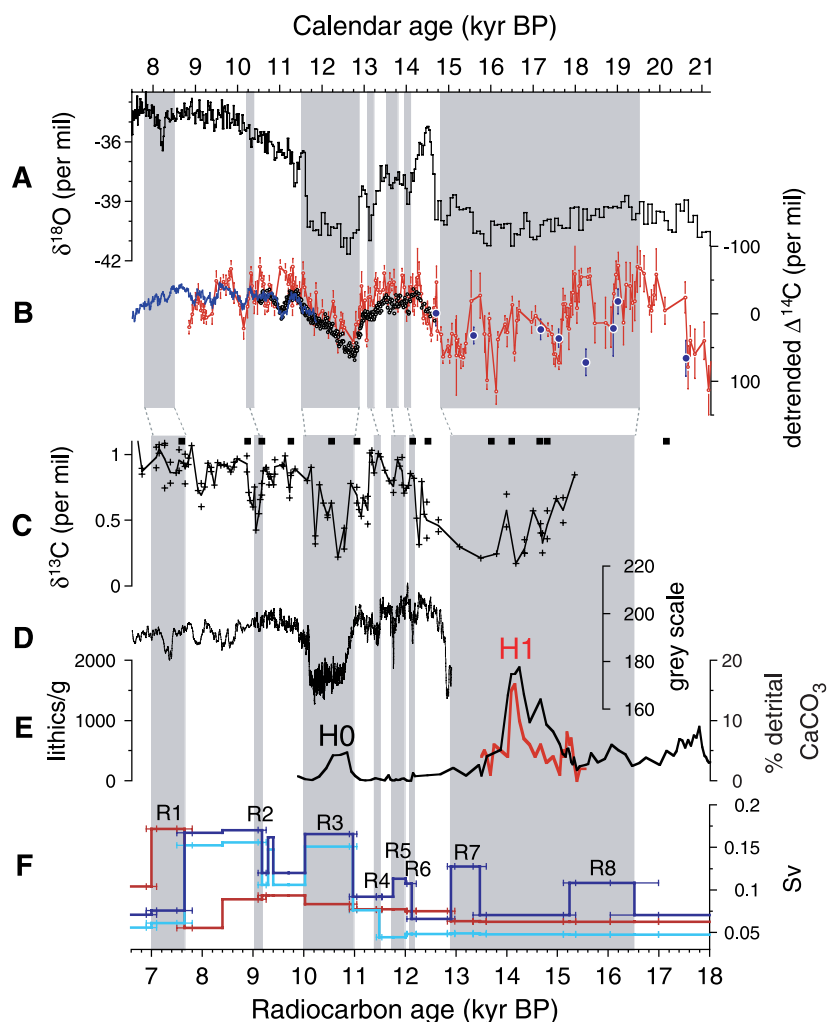 Calendar age (kyr BP)
8 9 10 11 12 13 14 15 16 17 18 19 20 21
A
δ18O (per mil)
-36
-39
-42
B
detrended Δ14C (per mil)
-100
0
100
C
δ13C (per mil)
1
0.5
0
D
grey scale
220
200
180
160
E
lithics/g
2000
1000
0
H0
H1
% detrital
CaCO3
20
10
0
F
R1
R2
R3
R4
R5
R6
R7
R8
Sv
0.2
0.15
0.1
0.05
7 8 9 10 11 12 13 14 15 16 17 18
Radiocarbon age (kyr BP)